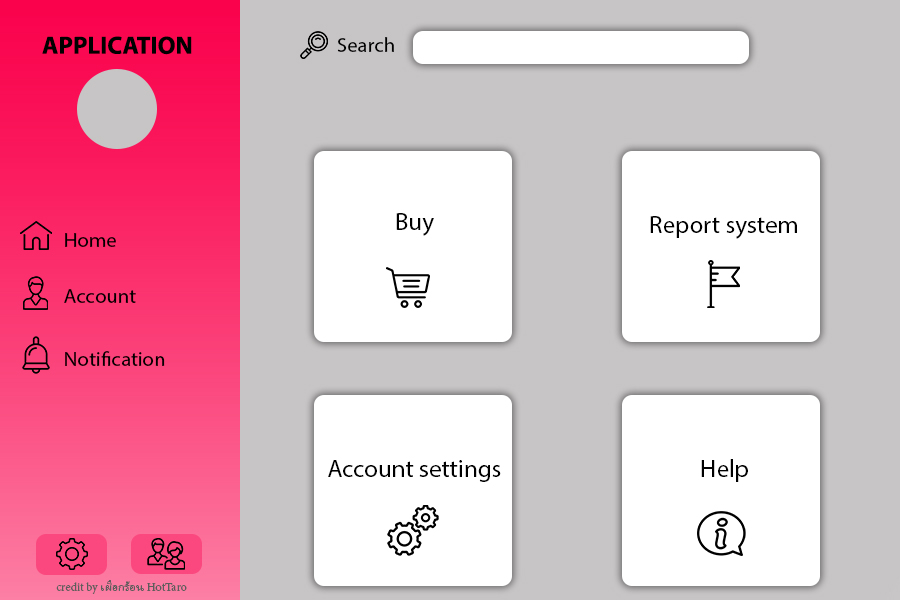 APPLICATION
Search
Home
Account
Notification
Buy
Report system
Account settings
Help
credit by เผือกร้อน HotTaro